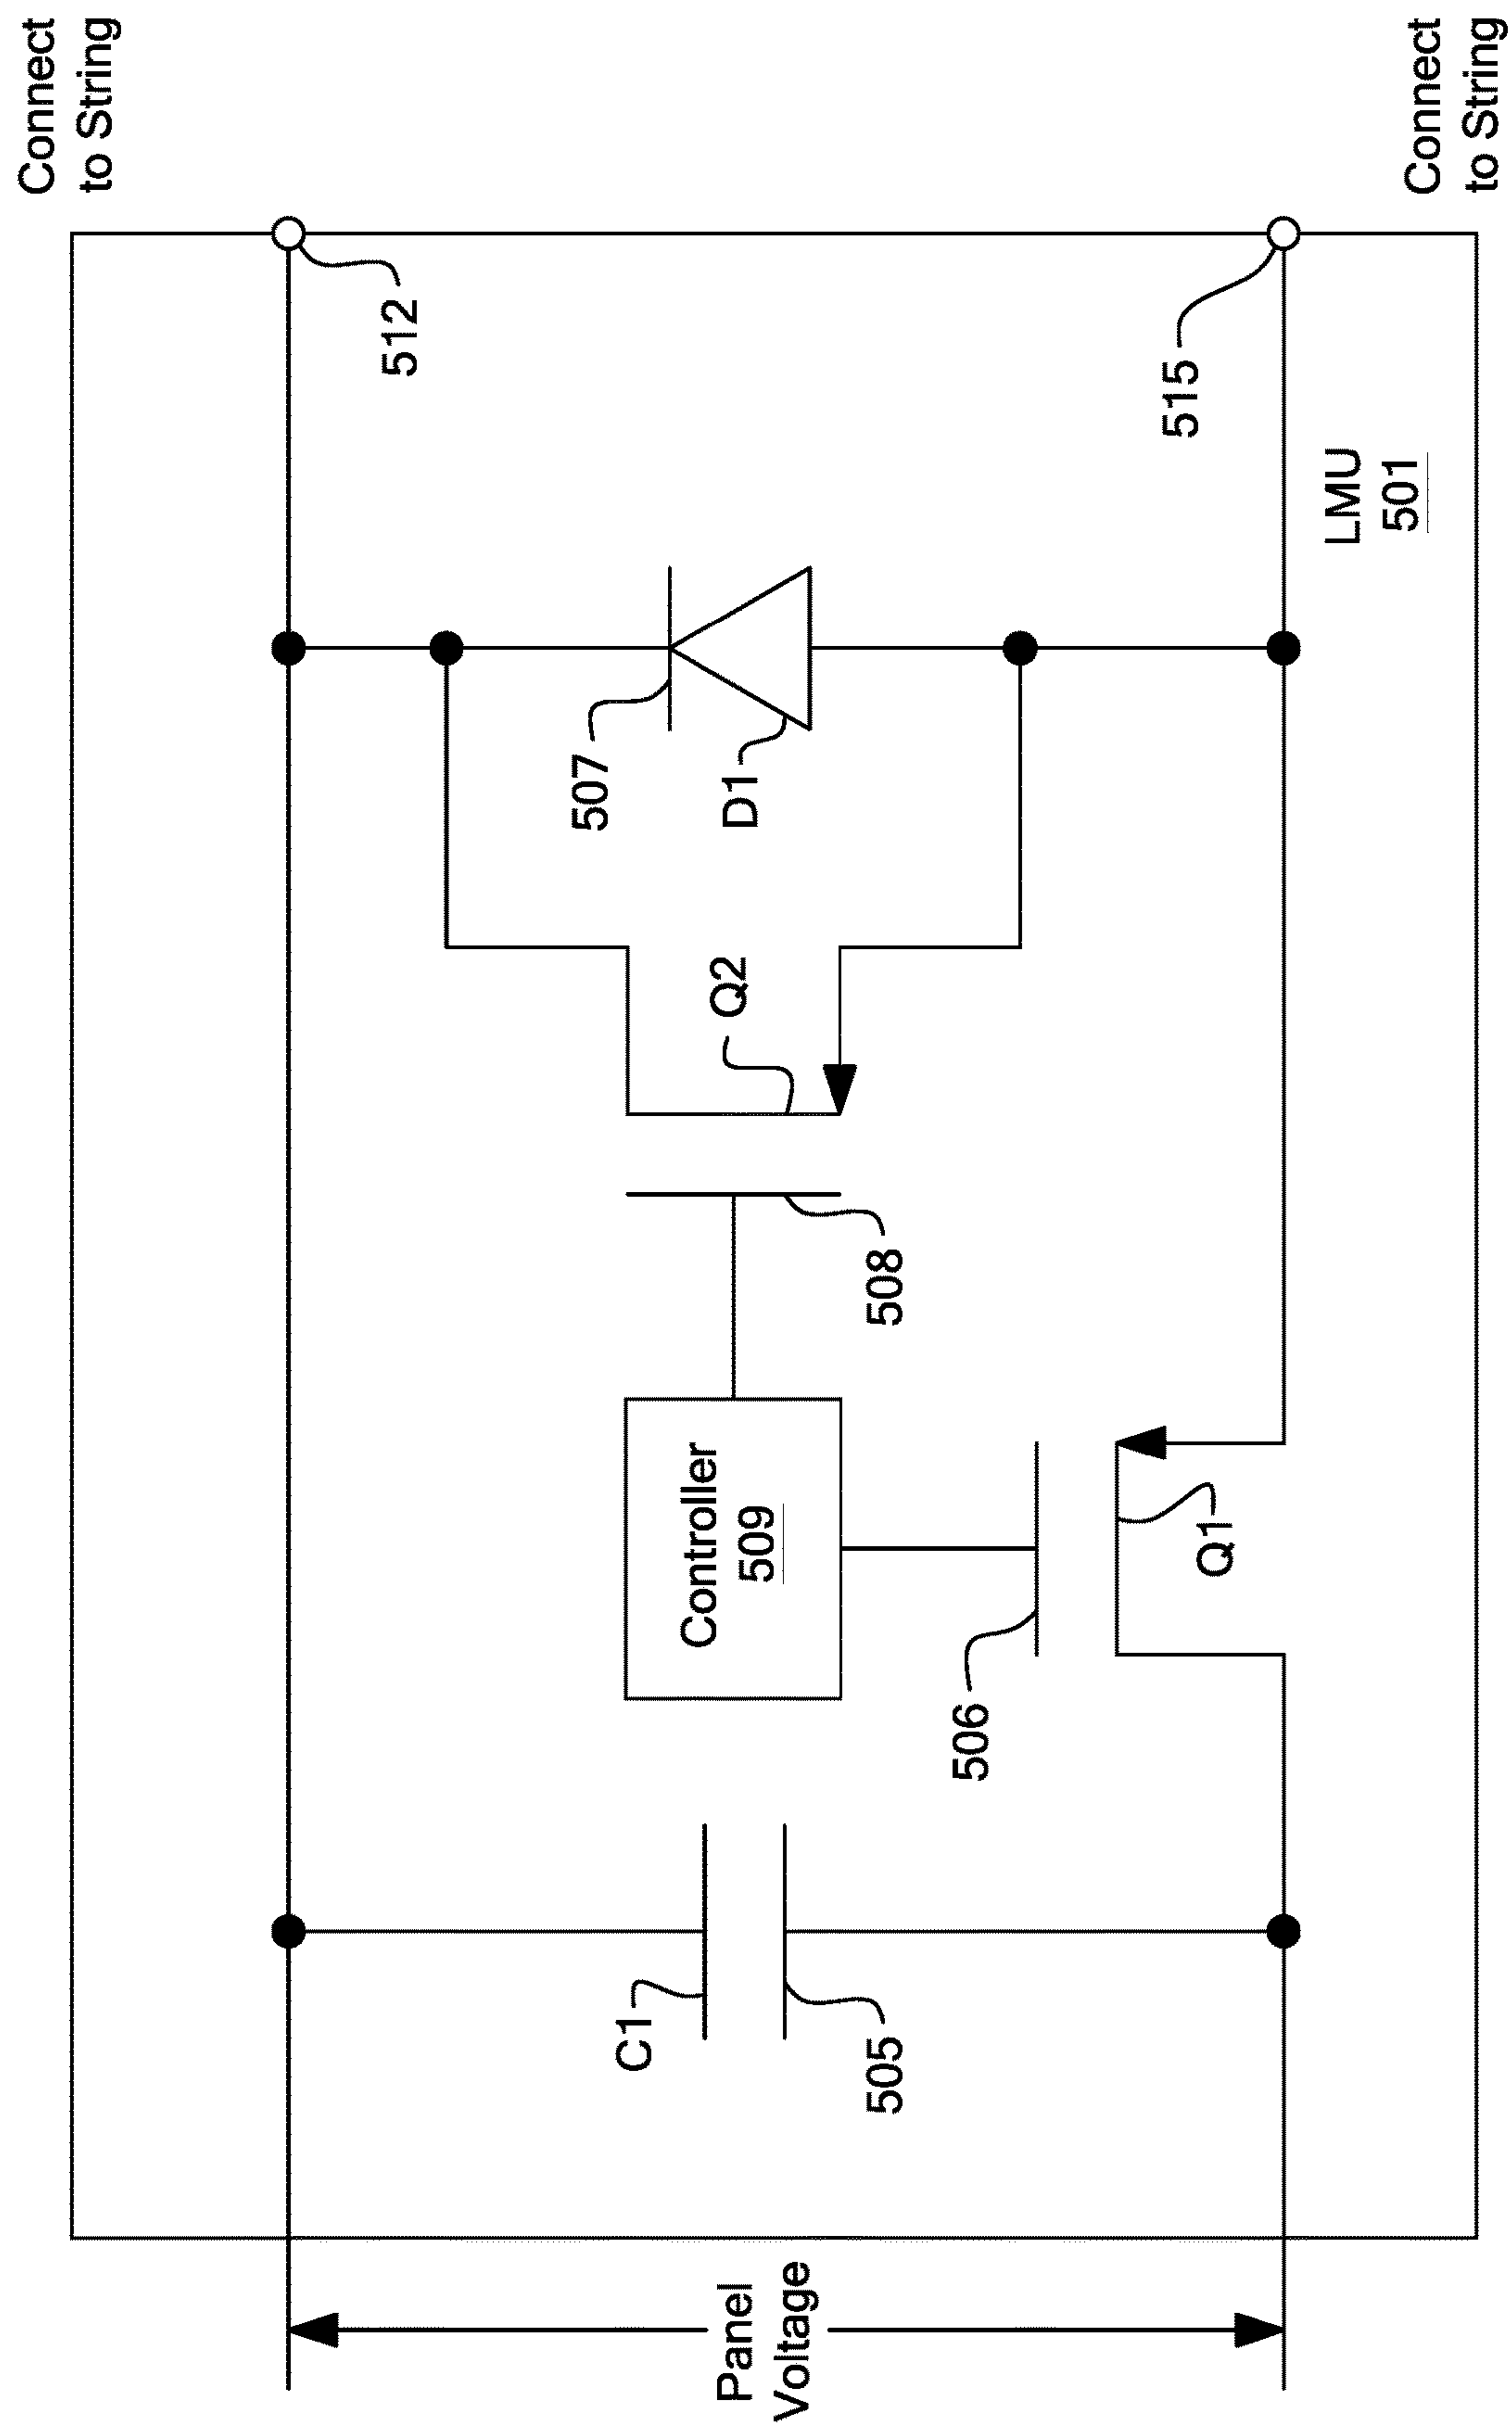 Connect
to String
512
507
D1
Q2
508
Controller
509
506
Q1
C1
505
Panel
Voltage
LMU
501
515
Connect
to String